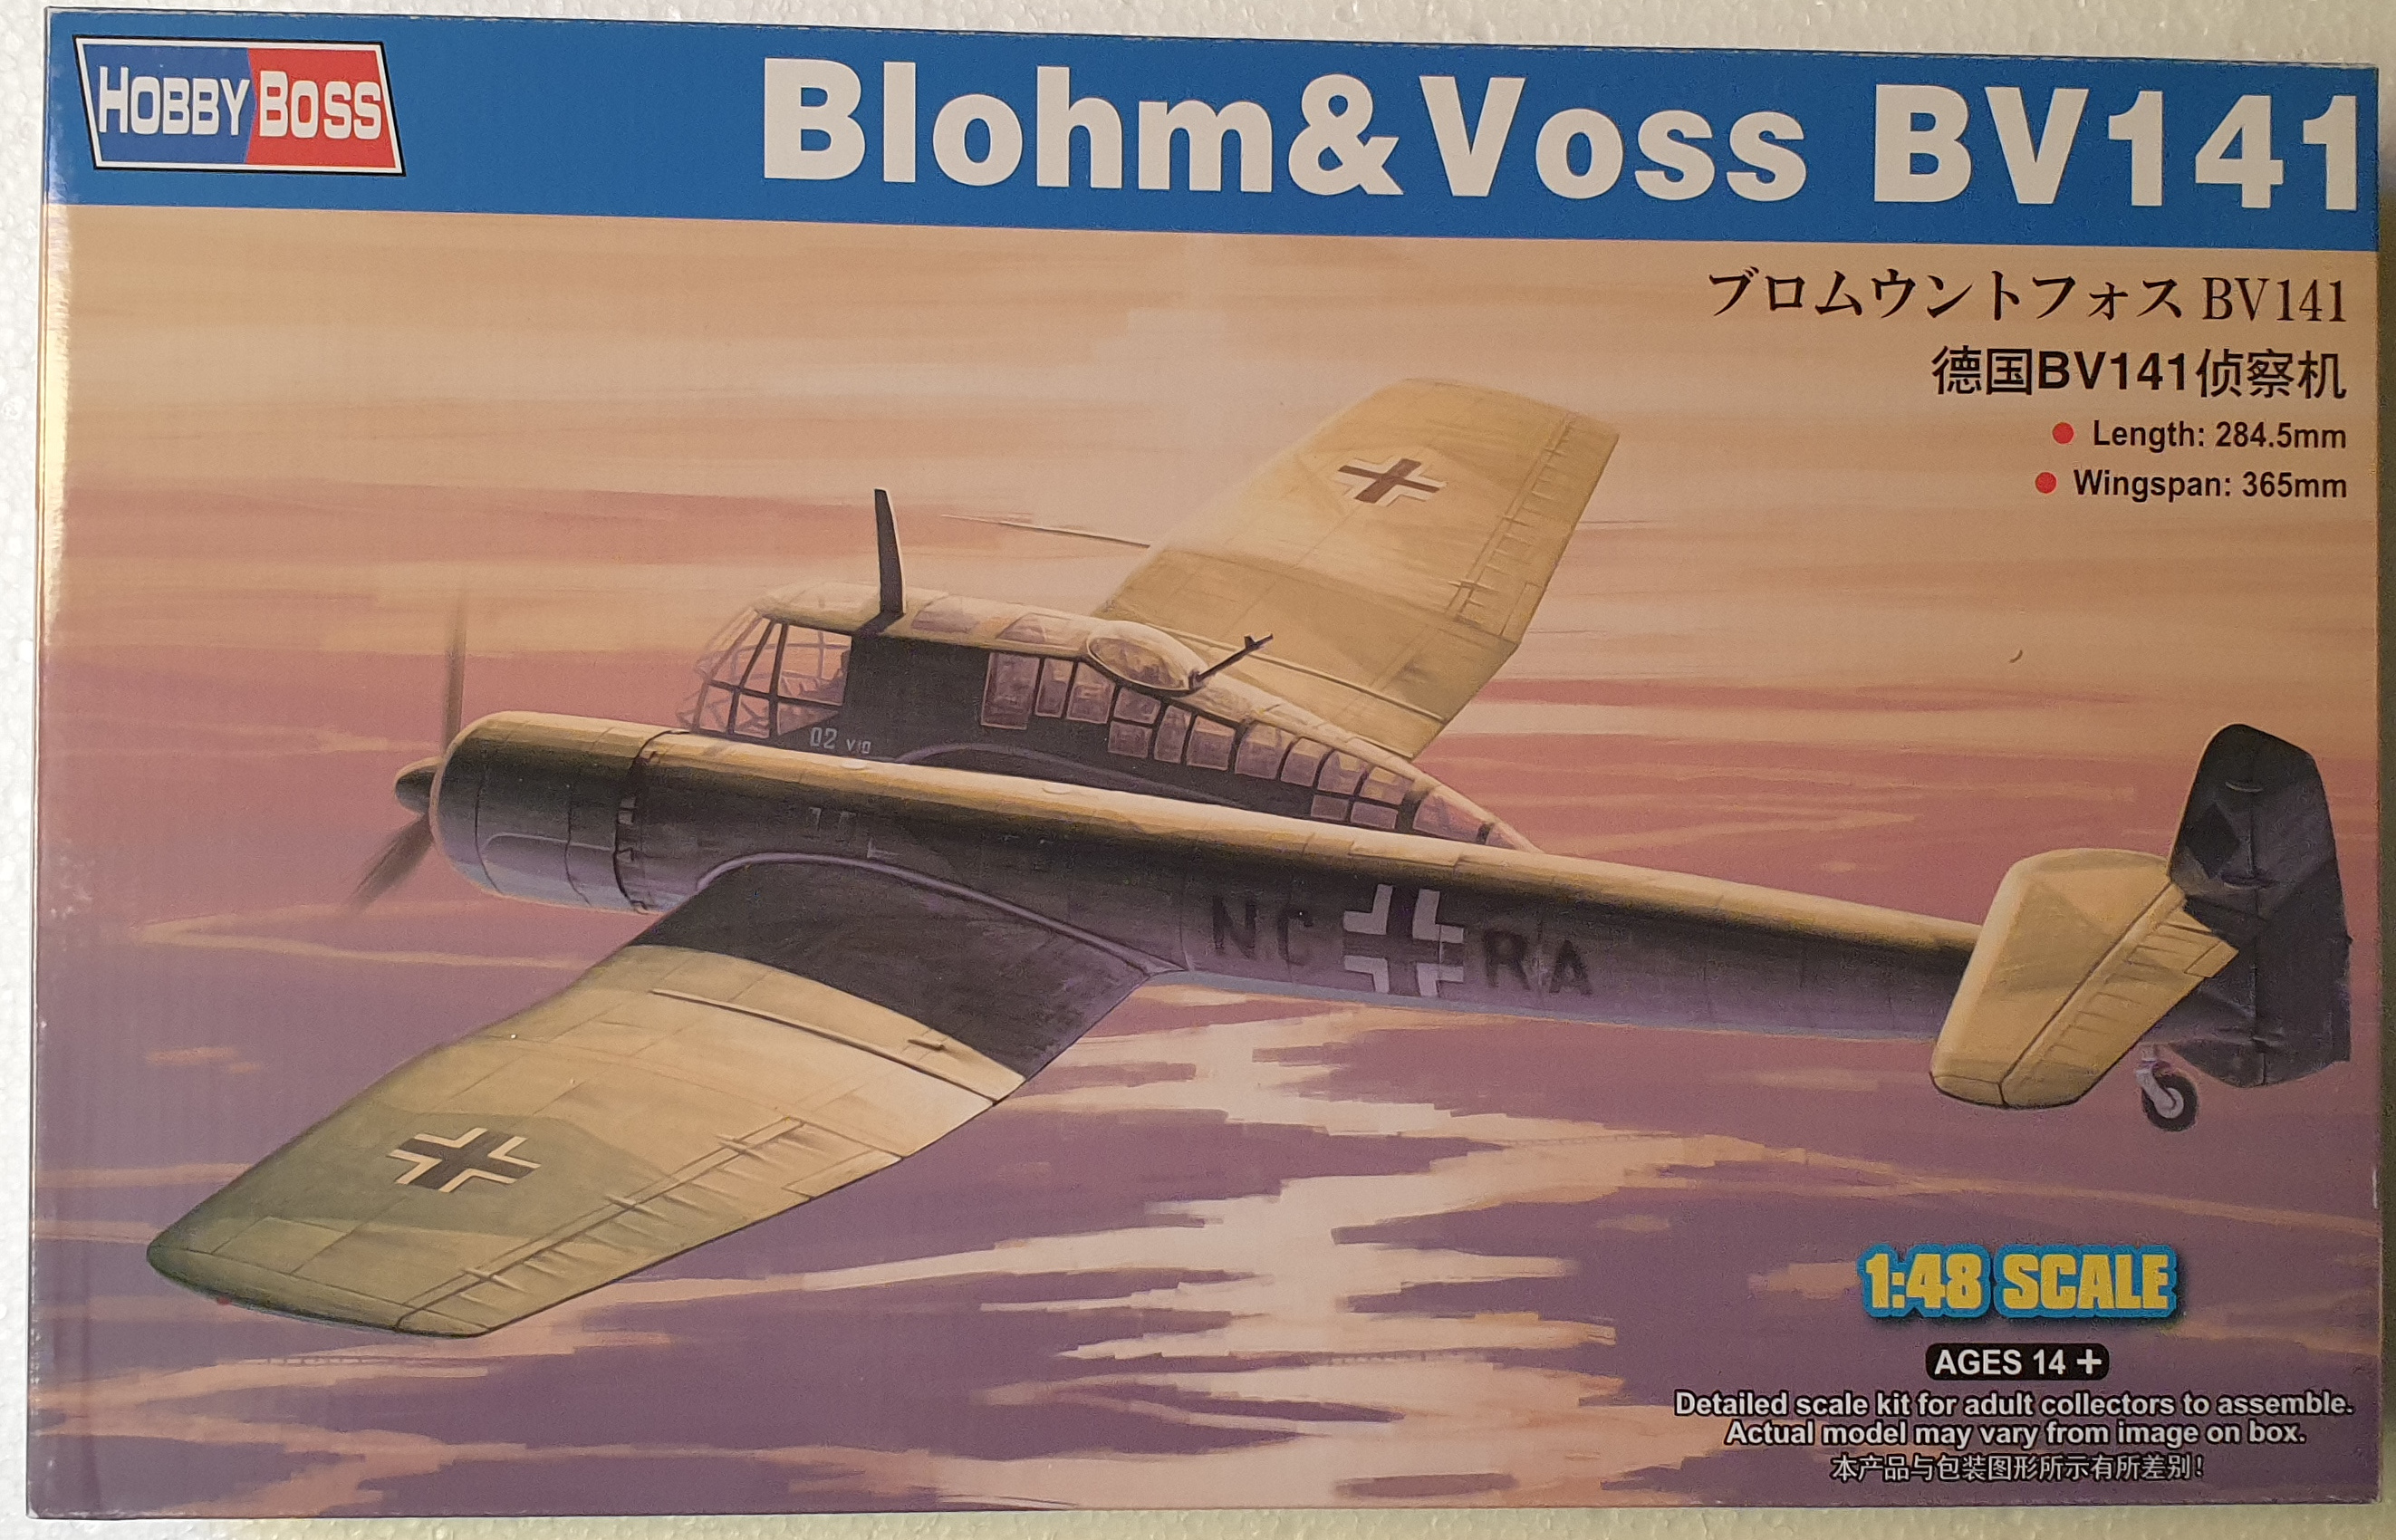 HOBBY BOSS
Blohm&Voss BV141
ブロムウントフォス BV141
德国BV141侦察机
Length: 284.5mm
Wingspan: 365mm
02 V10
NC RA
1:48 SCALE
AGES 14 +
Detailed scale kit for adult collectors to assemble.
Actual model may vary from image on box.
本产品与包装图形所示有所差别!